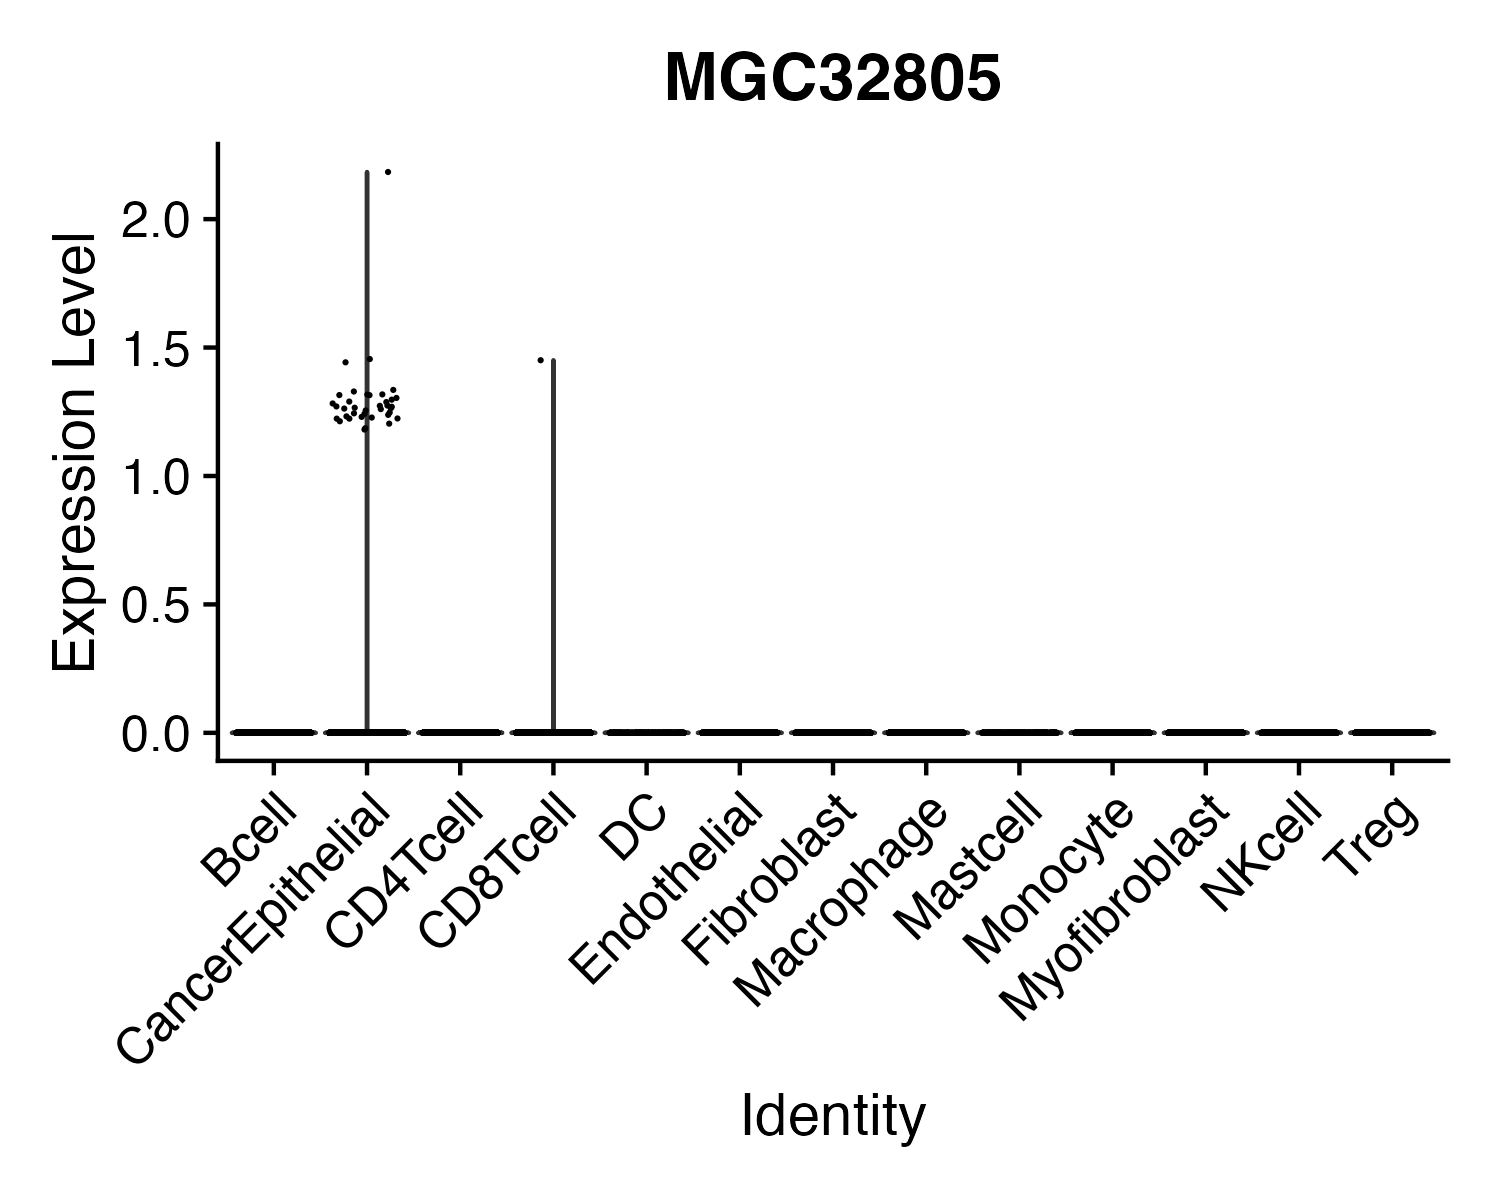 MGC32805
Expression Level
2.0
1.5
1.0
0.5
0.0
Bcell
CancerEpithelial
CD4Tcell
CD8Tcell
DC
Endothelial
Fibroblast
Macrophage
Mastcell
Monocyte
Myofibroblast
NKcell
Treg
Identity